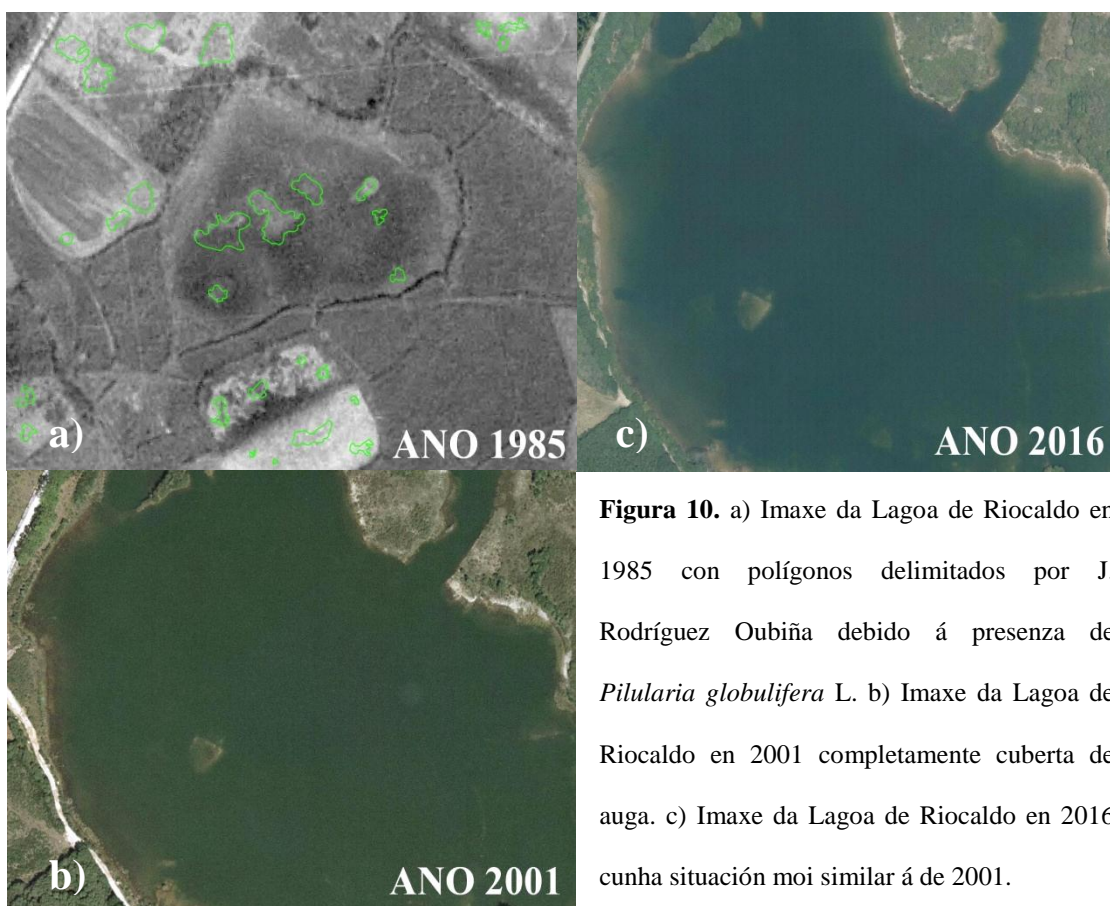 a)
ANO 1985
c)
ANO 2016
b)
ANO 2001
Figura 10. a) Imaxe da Lagoa de Riocaldo en
1985 con polígonos delimitados por J.
Rodríguez Oubiña debido á presenza de
Pilularia globulifera L. b) Imaxe da Lagoa de
Riocaldo en 2001 completamente cuberta de
auga. c) Imaxe da Lagoa de Riocaldo en 2016
cunha situación moi similar á de 2001.